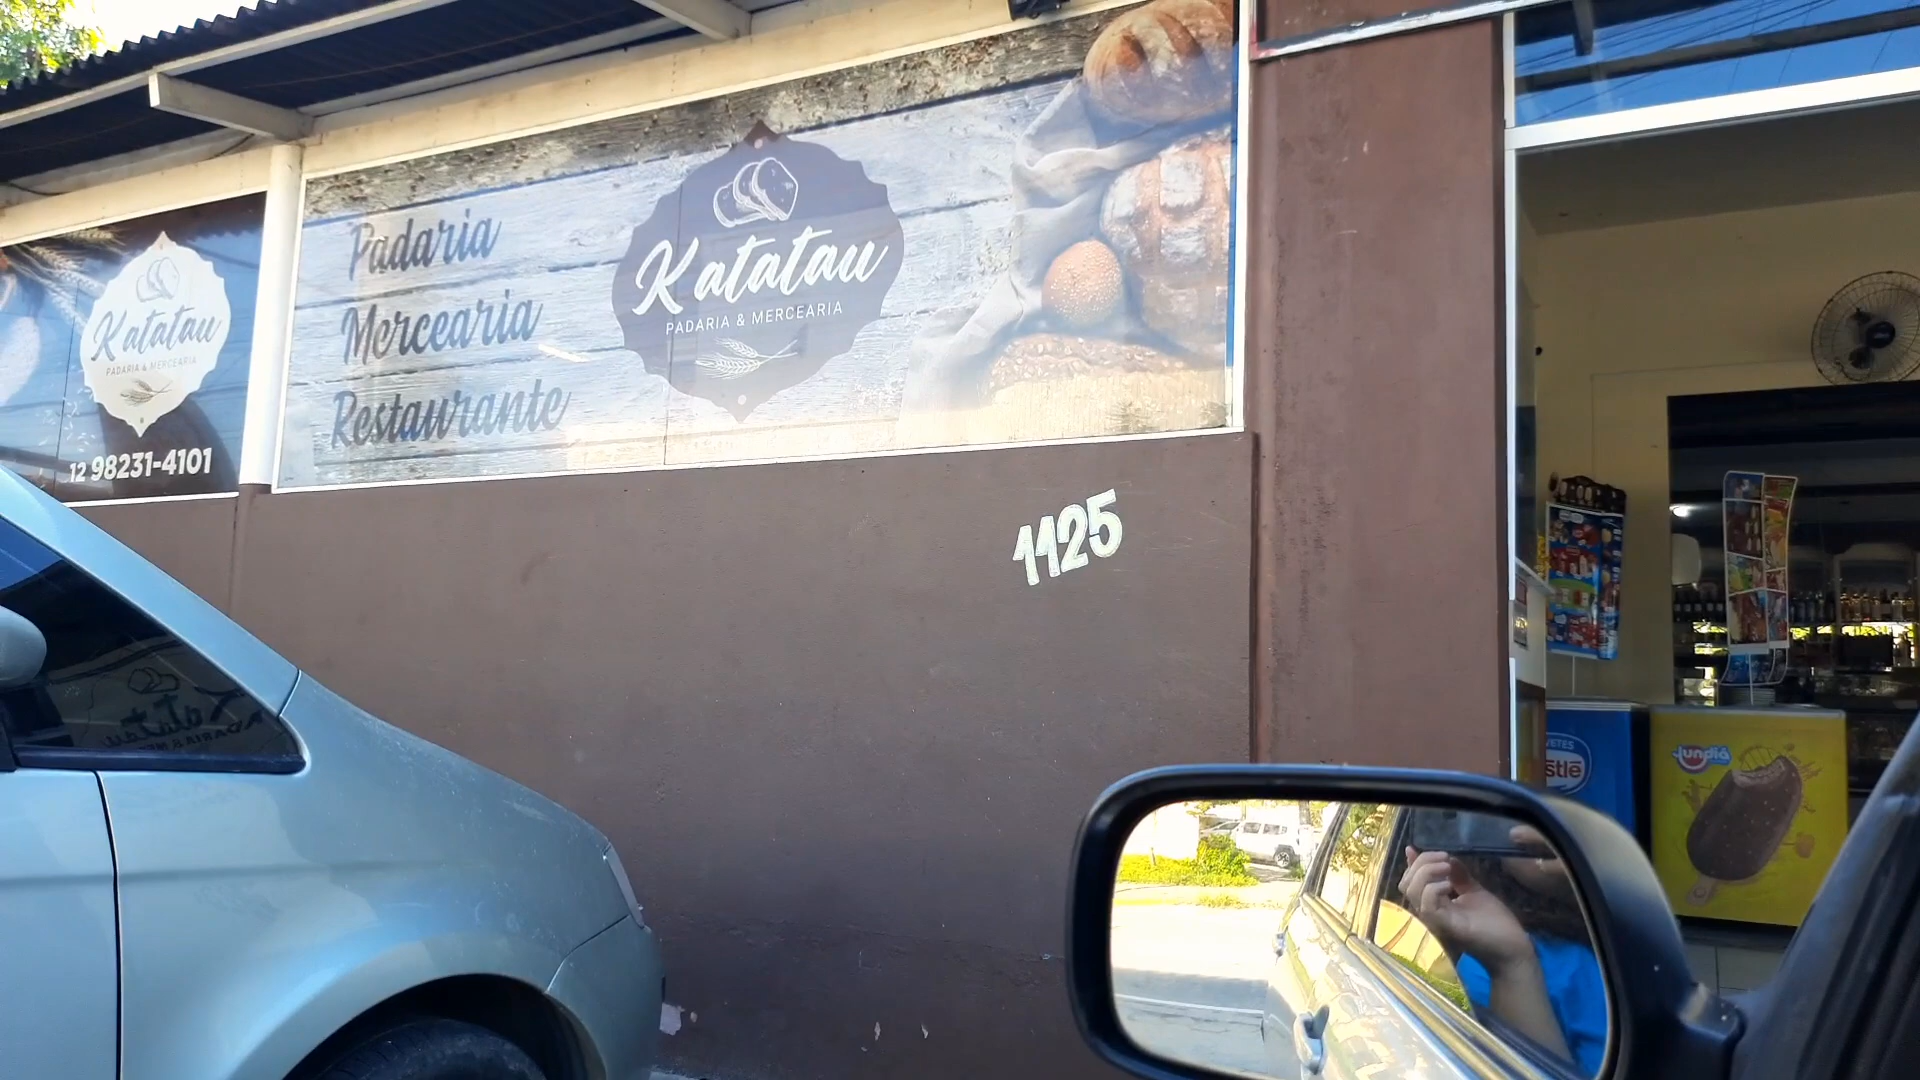 Katatau
PADARIA & MERCEARIA
12 98231-4101
Padaria
Mercearia
Restaurante
Katatau
PADARIA & MERCEARIA
1125
Jundiá